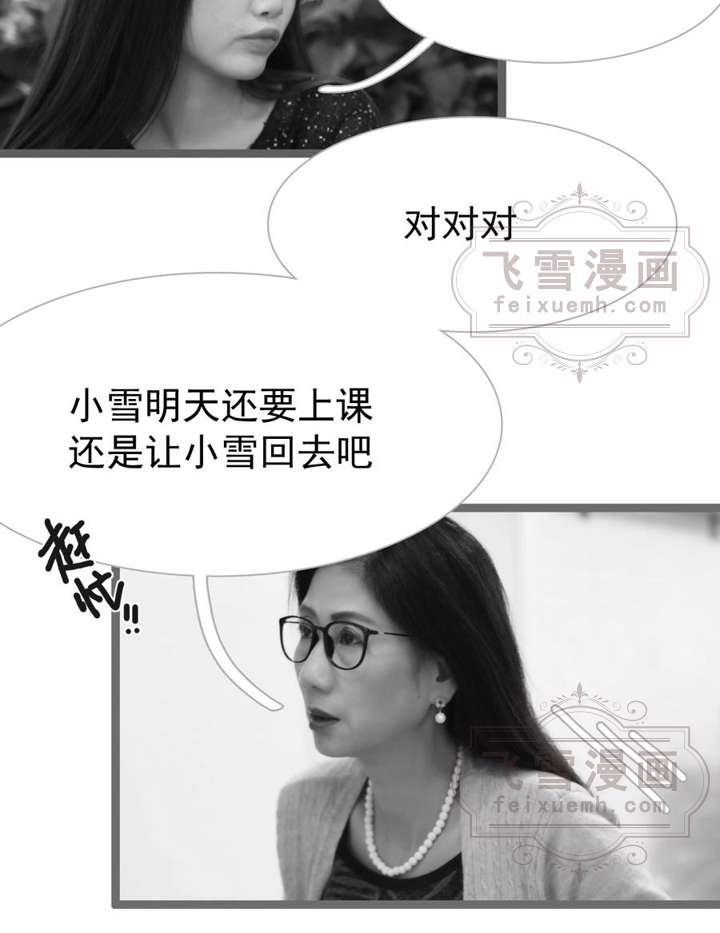 对对对
飞雪漫画
feixuemh.com
小雪明天还要上课
还是让小雪回去吧
赶忙!!
飞雪漫画
feixuemh.com